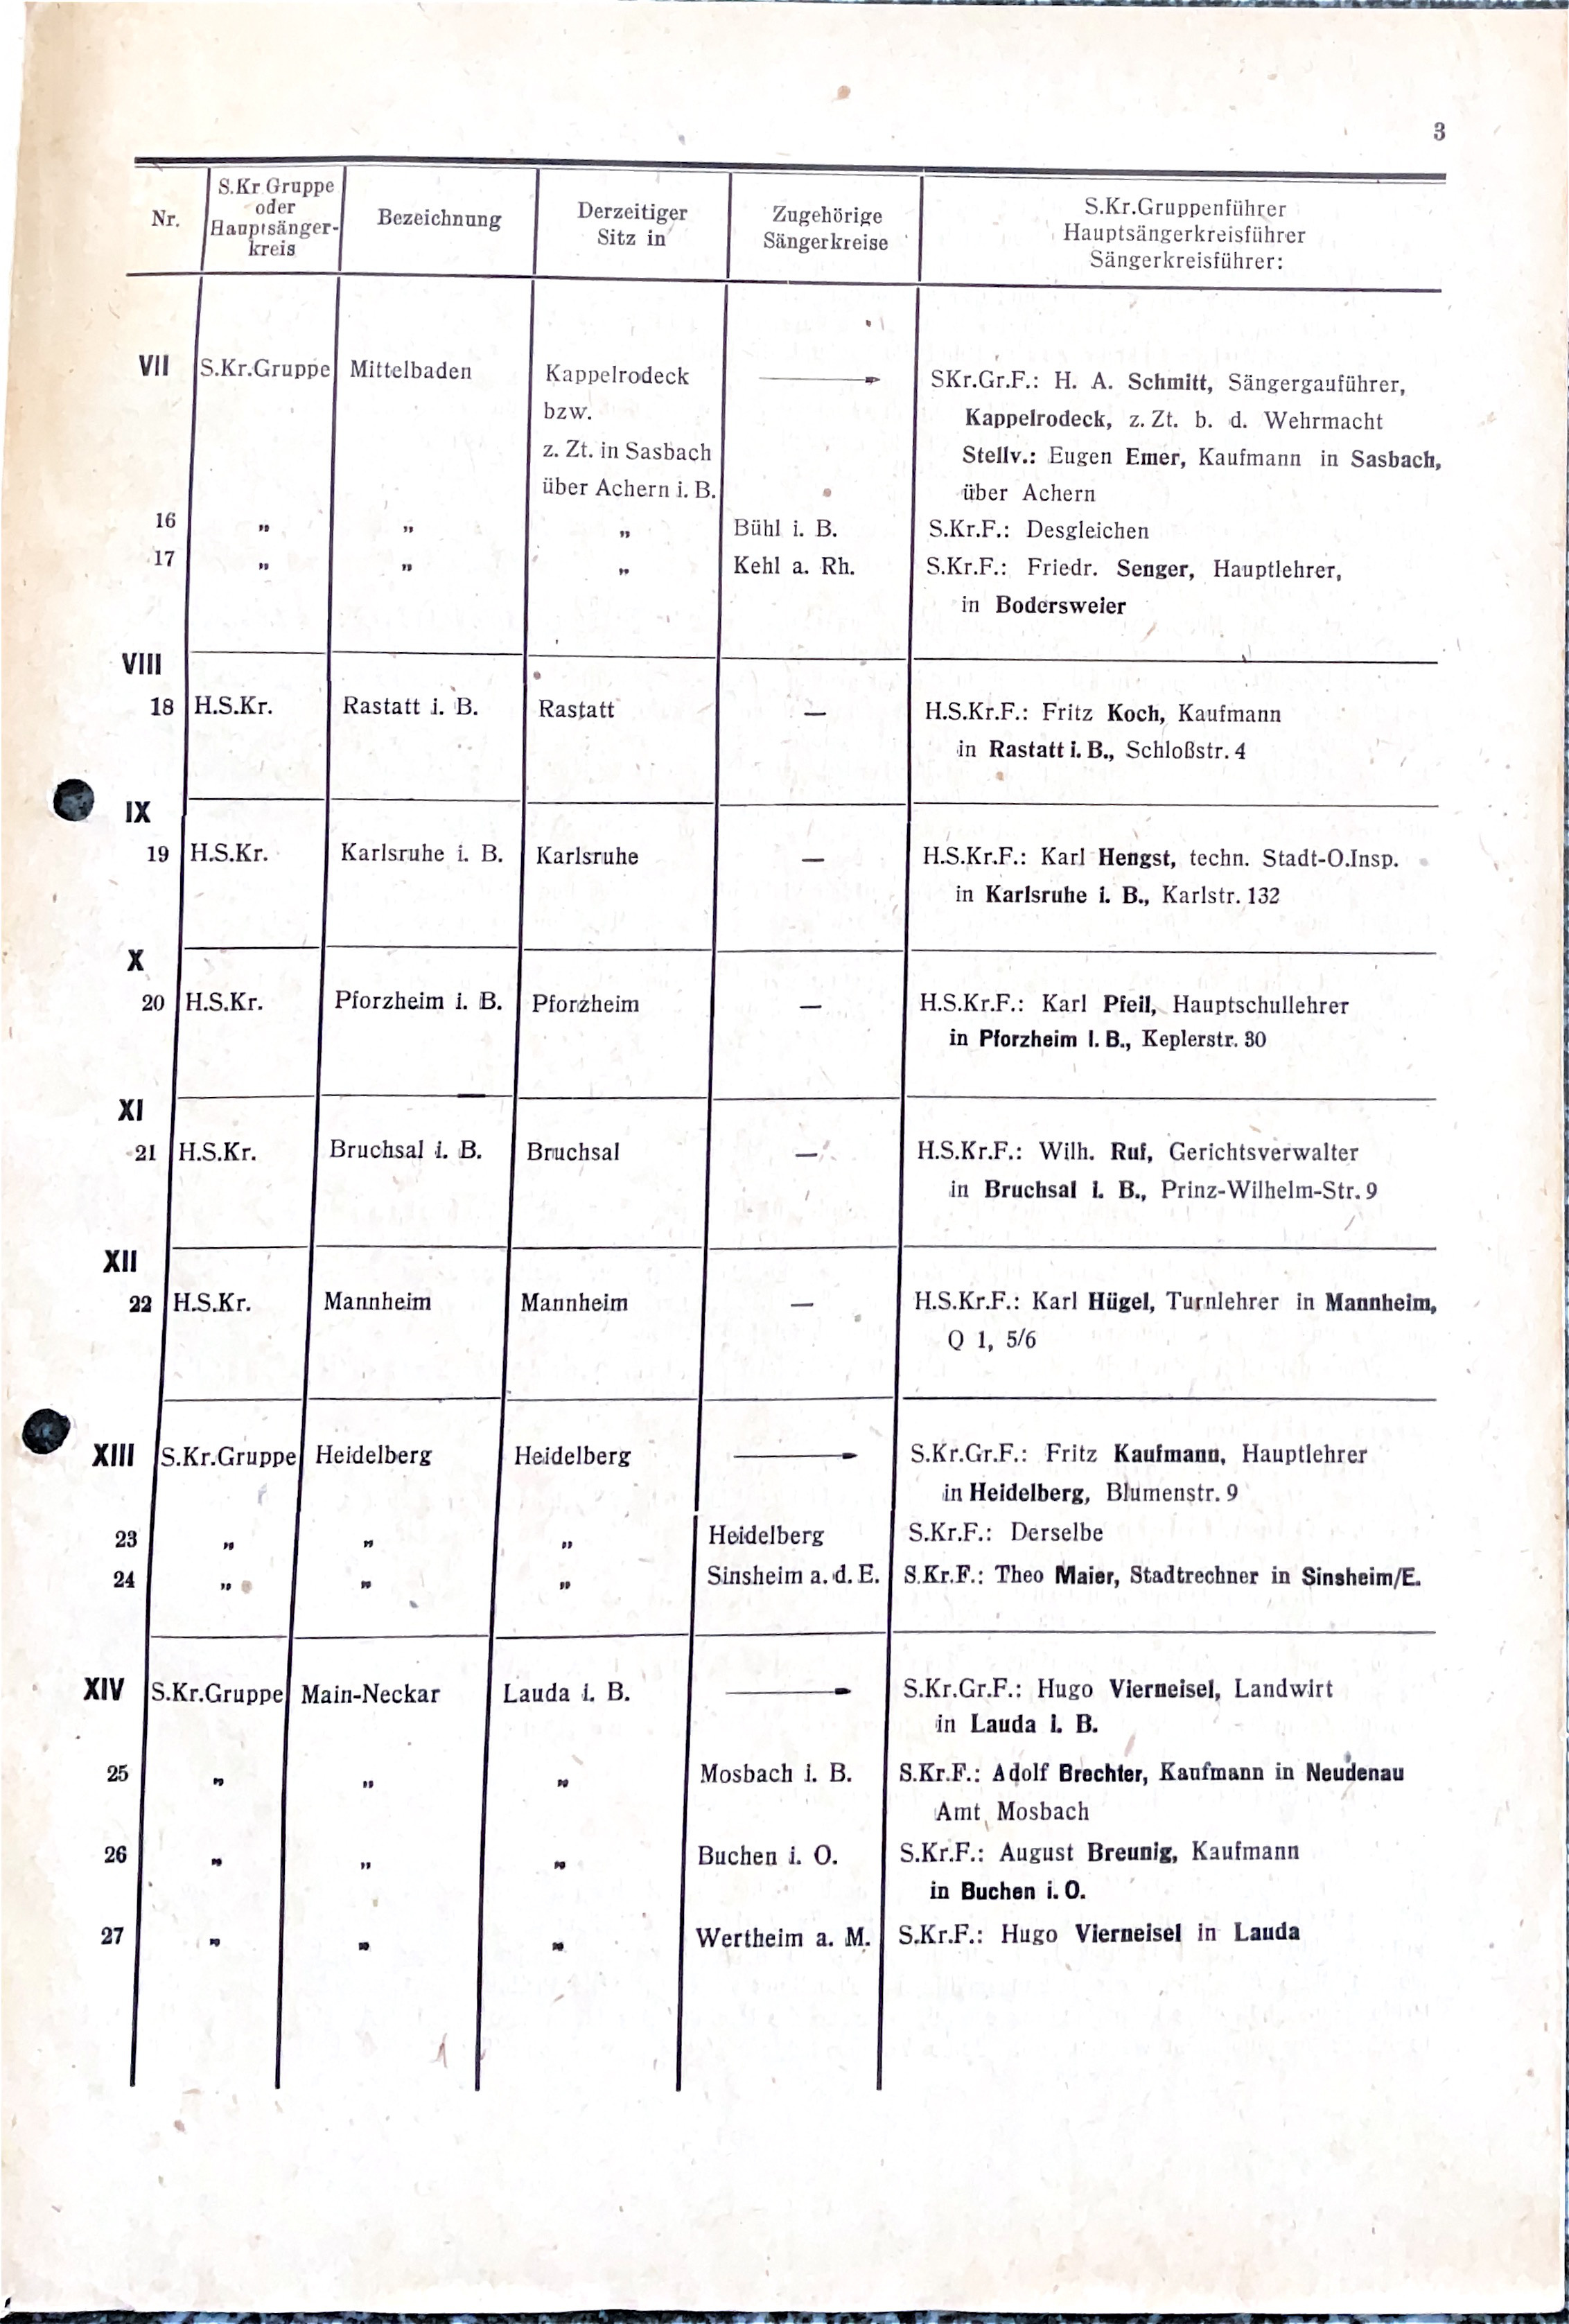 3
Nr.
S.Kr.Gruppe
oder
Hauptsänger-
kreis
Bezeichnung
Derzeitiger
Sitz in
Zugehörige
Sängerkreise
S.Kr.Gruppenführer
Hauptsängerkreisführer
Sängerkreisführer:
VII S.Kr.Gruppe Mittelbaden Kappelrodeck SKr.Gr.F.: H. A. Schmitt, Sängergauführer,
bzw. Kappelrodeck, z. Zt. b. d. Wehrmacht
z. Zt. in Sasbach Stellv.: Eugen Emer, Kaufmann in Sasbach,
über Achern i. B. über Achern
16 „ „ „ Bühl i. B. S.Kr.F.: Desgleichen
17 „ „ „ Kehl a. Rh. S.Kr.F.: Friedr. Senger, Hauptlehrer,
in Bodersweier
VIII
18 H.S.Kr. Rastatt i. B. Rastatt — H.S.Kr.F.: Fritz Koch, Kaufmann
in Rastatt i. B., Schloßstr. 4
IX
19 H.S.Kr. Karlsruhe i. B. Karlsruhe — H.S.Kr.F.: Karl Hengst, techn. Stadt-O.Insp.
in Karlsruhe i. B., Karlstr. 132
X
20 H.S.Kr. Pforzheim i. B. Pforzheim — H.S.Kr.F.: Karl Pfeil, Hauptschullehrer
in Pforzheim i. B., Keplerstr. 30
XI
21 H.S.Kr. Bruchsal i. B. Bruchsal — H.S.Kr.F.: Wilh. Ruf, Gerichtsverwalter
in Bruchsal i. B., Prinz-Wilhelm-Str. 9
XII
22 H.S.Kr. Mannheim Mannheim — H.S.Kr.F.: Karl Hügel, Turnlehrer in Mannheim,
Q 1, 5/6
XIII S.Kr.Gruppe Heidelberg Heidelberg S.Kr.Gr.F.: Fritz Kaufmann, Hauptlehrer
in Heidelberg, Blumenstr. 9
23 „ „ „ Heidelberg S.Kr.F.: Derselbe
24 „ „ „ Sinsheim a. d. E. S.Kr.F.: Theo Maier, Stadtrechner in Sinsheim/E.
XIV S.Kr.Gruppe Main-Neckar Lauda i. B. S.Kr.Gr.F.: Hugo Vierneisel, Landwirt
in Lauda i. B.
25 „ „ „ Mosbach i. B. S.Kr.F.: Adolf Brechter, Kaufmann in Neudenau
Amt Mosbach
26 „ „ „ Buchen i. O. S.Kr.F.: August Breunig, Kaufmann
in Buchen i. O.
27 „ „ „ Wertheim a. M. S.Kr.F.: Hugo Vierneisel in Lauda